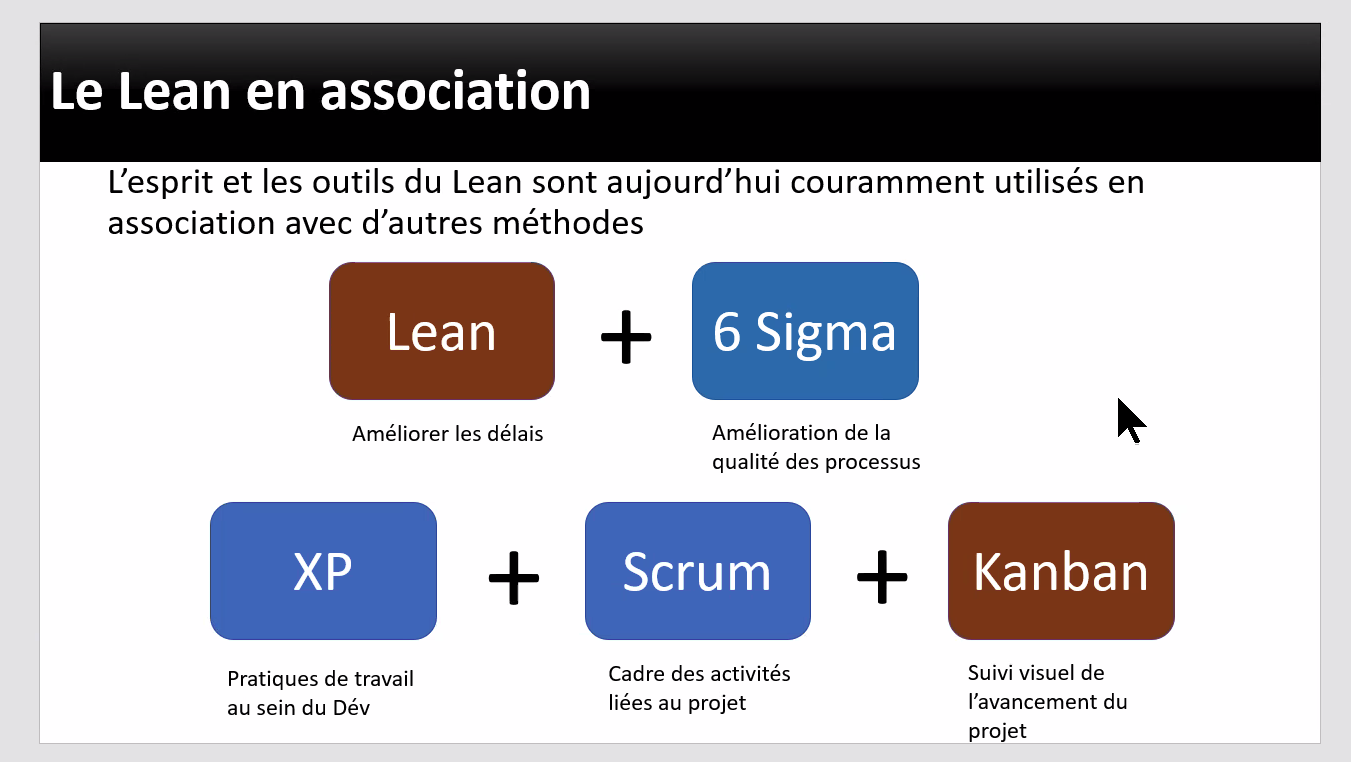 Le Lean en association
L’esprit et les outils du Lean sont aujourd’hui couramment utilisés en
association avec d’autres méthodes
Lean + 6 Sigma
Améliorer les délais
Amélioration de la
qualité des processus
XP + Scrum + Kanban
Pratiques de travail
au sein du Dév
Cadre des activités
liées au projet
Suivi visuel de
l’avancement du
projet